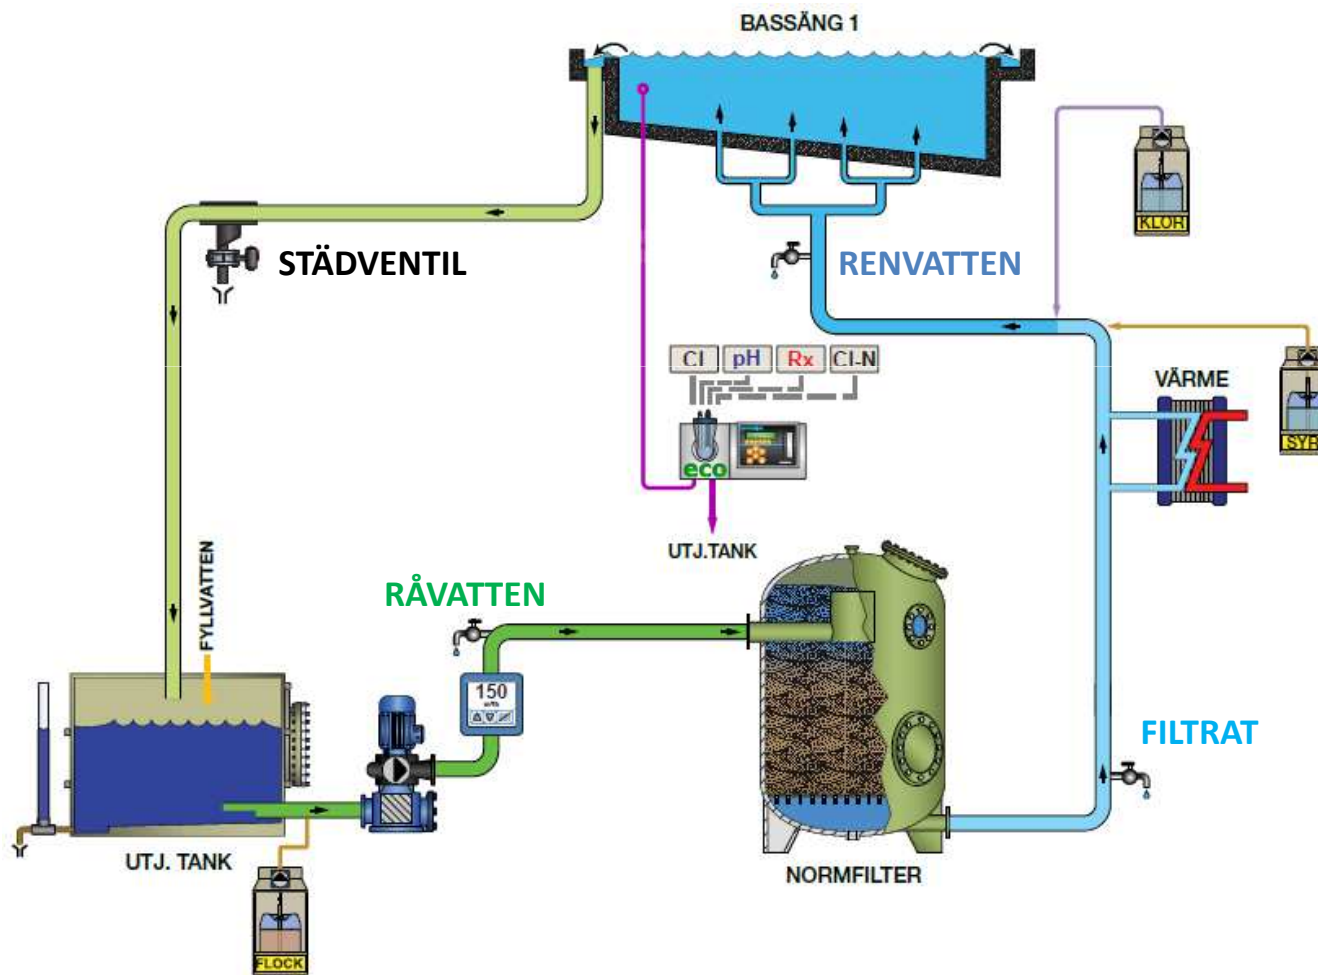 BASSÄNG 1
KLOR
STÄDVENTIL
RENVATTEN
Cl pH Rx Cl-N
VÄRME
SYR
eco
UTJ.TANK
FYLLVATTEN
RÅVATTEN
150
FILTRAT
UTJ. TANK
NORMFILTER
FLOCK